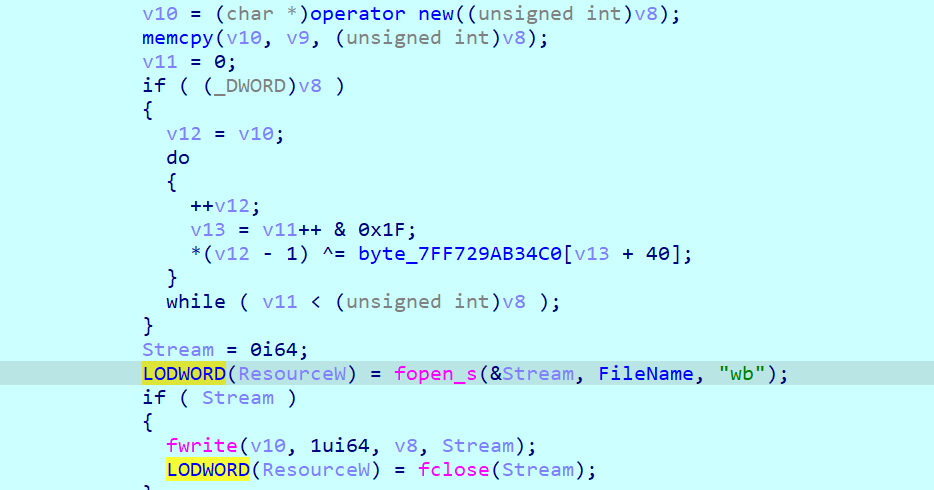 v10 = (char *)operator new((unsigned int)v8);
memcpy(v10, v9, (unsigned int)v8);
v11 = 0;
if ( (_DWORD)v8 )
{
v12 = v10;
do
{
++v12;
v13 = v11++ & 0x1F;
*(v12 - 1) ^= byte_7FF729AB34C0[v13 + 40];
}
while ( v11 < (unsigned int)v8 );
}
Stream = 0i64;
LODWORD(ResourceW) = fopen_s(&Stream, FileName, "wb");
if ( Stream )
{
fwrite(v10, 1ui64, v8, Stream);
LODWORD(ResourceW) = fclose(Stream);
}